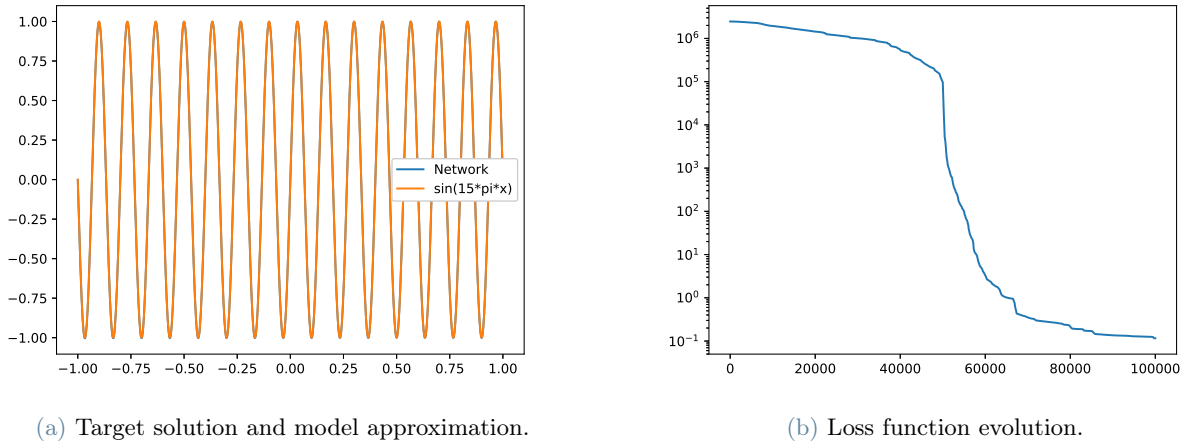 1.00
0.75
0.50
0.25
0.00
−0.25
−0.50
−0.75
−1.00
−1.00 −0.75 −0.50 −0.25 0.00 0.25 0.50 0.75 1.00
Network
sin(15*pi*x)
(a) Target solution and model approximation.
10⁶
10⁵
10⁴
10³
10²
10¹
10⁰
10⁻¹
0 20000 40000 60000 80000 100000
(b) Loss function evolution.